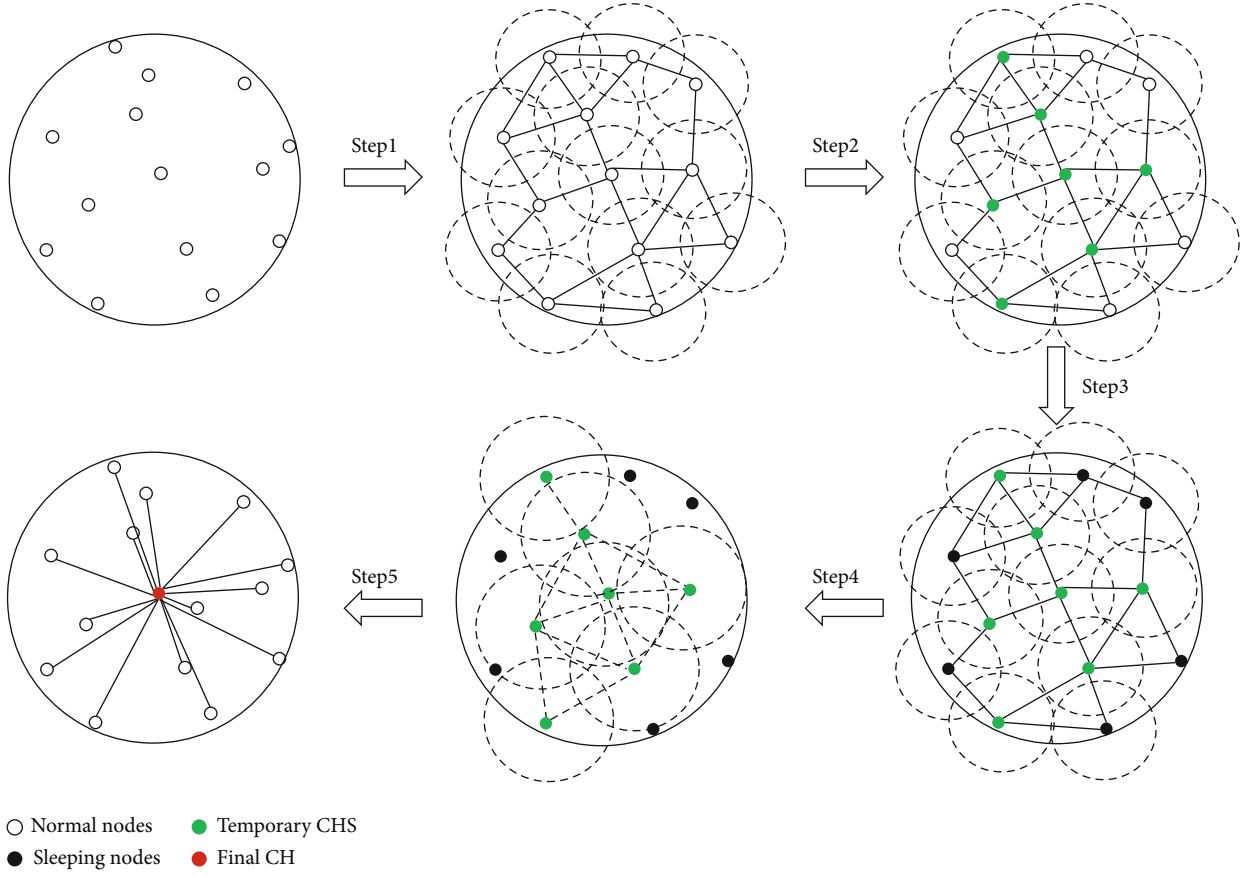 Step1
Step2
Step3
Step4
Step5
Normal nodes
Temporary CHS
Sleeping nodes
Final CH